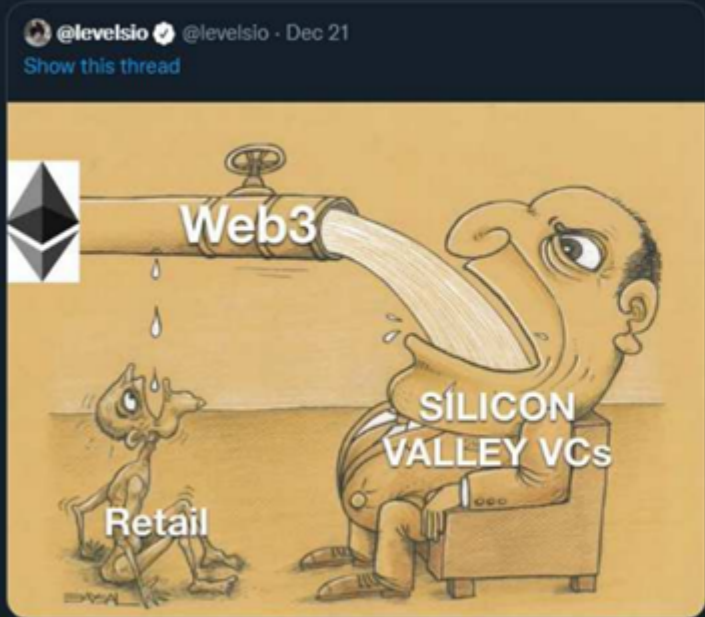 @levelsio @levelsio · Dec 21
Show this thread
Web3
SILICON
VALLEY VCs
Retail